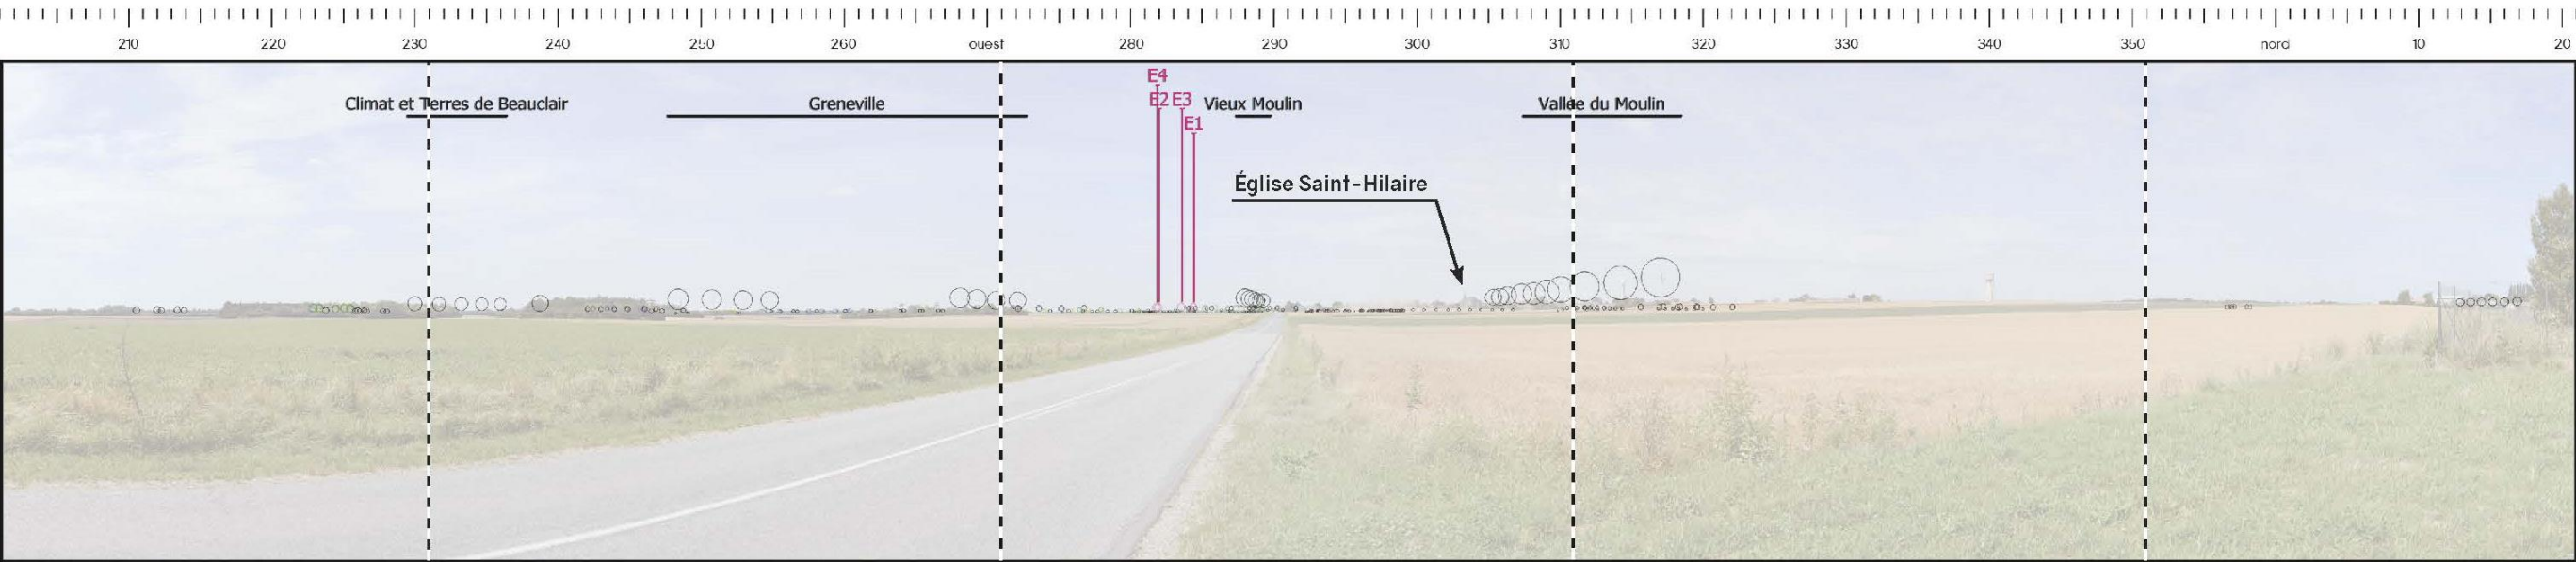 210 220 230 240 250 260 ouest 280 290 300 310 320 330 340 350 nord 10 20
E4
Climat et Terres de Beauclair Greneville E2 E3 Vieux Moulin Vallée du Moulin
E1
Église Saint-Hilaire